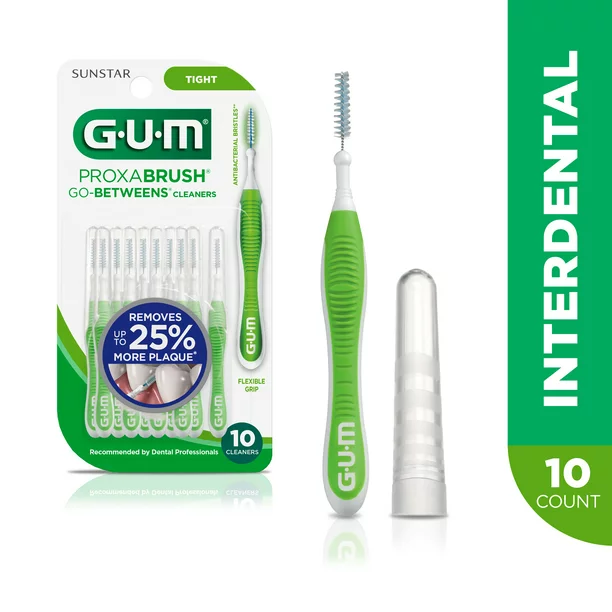 SUNSTAR
TIGHT
G·U·M®
PROXABRUSH®
GO-BETWEENS® CLEANERS
ANTIBACTERIAL BRISTLES**
REMOVES
UP TO 25%
MORE PLAQUE*
FLEXIBLE
GRIP
10
CLEANERS
Recommended by Dental Professionals
G·U·M
G·U·M
G·U·M
INTERDENTAL
10
COUNT